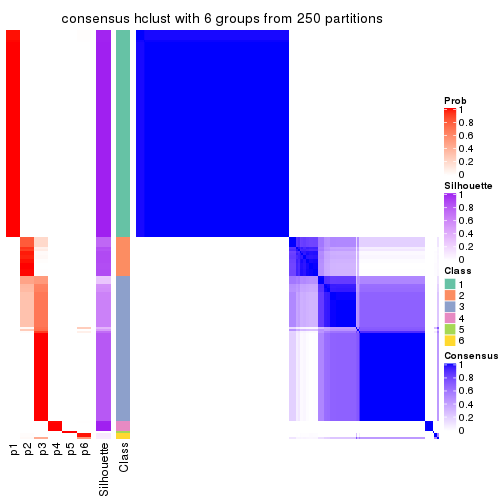 consensus hclust with 6 groups from 250 partitions
Prob
1
0.8
0.6
0.4
0.2
0
Silhouette
1
0.8
0.6
0.4
0.2
0
Class
1
2
3
4
5
6
Consensus
1
0.8
0.6
0.4
0.2
0
p1
p2
p3
p4
p5
p6
Silhouette
Class